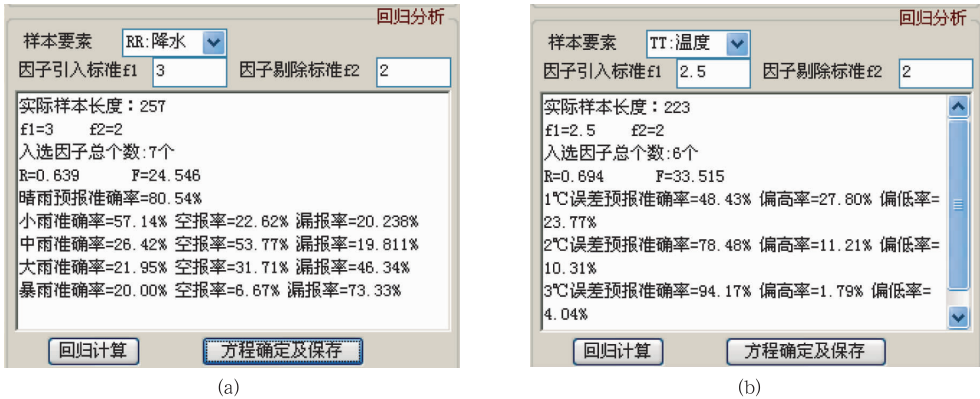 回归分析
样本要素 RR:降水
因子引入标准f1 3 因子剔除标准f2 2
实际样本长度：257
f1=3 f2=2
入选因子总个数:7个
R=0.639 F=24.546
晴雨预报准确率=80.54%
小雨准确率=57.14% 空报率=22.62% 漏报率=20.238%
中雨准确率=26.42% 空报率=53.77% 漏报率=19.811%
大雨准确率=21.95% 空报率=31.71% 漏报率=46.34%
暴雨准确率=20.00% 空报率=6.67% 漏报率=73.33%
回归计算 方程确定及保存
(a)
回归分析
样本要素 TT:温度
因子引入标准f1 2.5 因子剔除标准f2 2
实际样本长度：223
f1=2.5 f2=2
入选因子总个数:6个
R=0.694 F=33.515
1℃误差预报准确率=48.43% 偏高率=27.80% 偏低率=
23.77%
2℃误差预报准确率=78.48% 偏高率=11.21% 偏低率=
10.31%
3℃误差预报准确率=94.17% 偏高率=1.79% 偏低率=
4.04%
回归计算 方程确定及保存
(b)